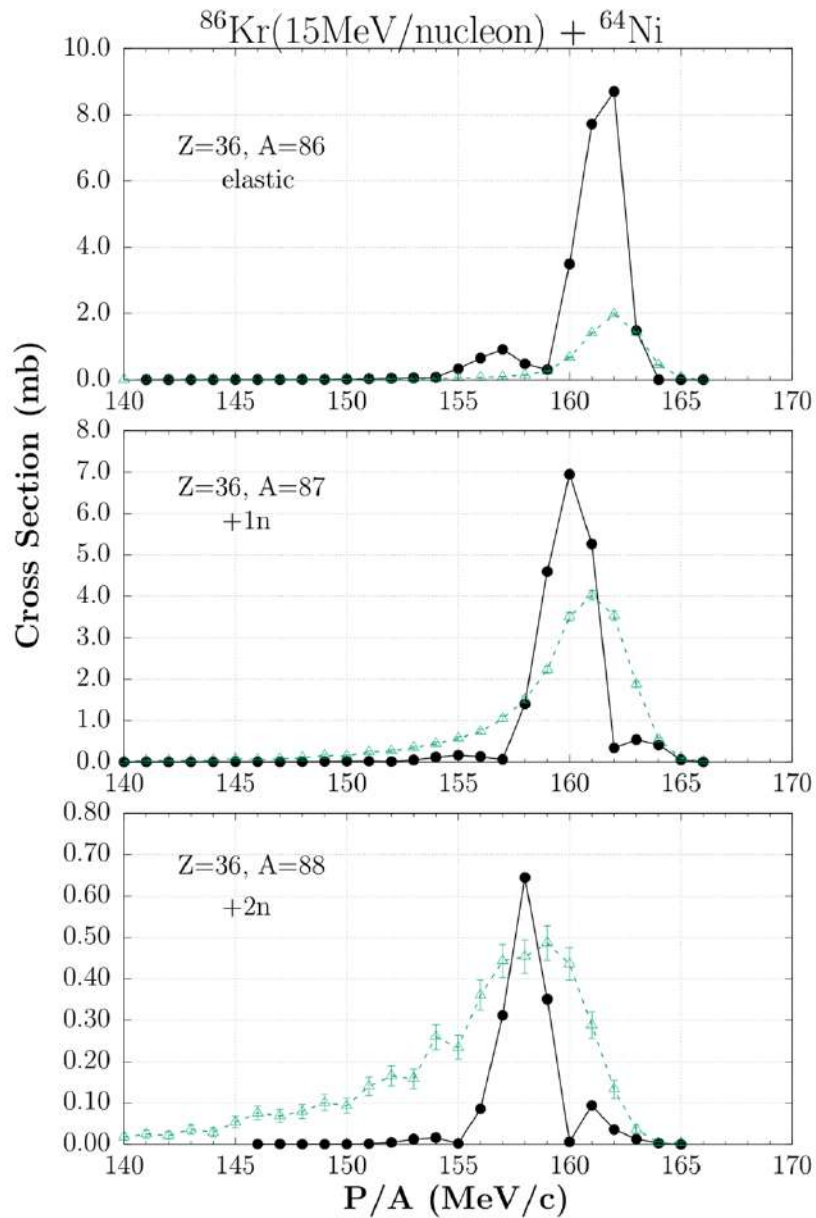 ⁸⁶Kr(15MeV/nucleon) + ⁶⁴Ni
Cross Section (mb)
10.0
8.0
6.0
4.0
2.0
0.0
Z=36, A=86
elastic
140 145 150 155 160 165 170
8.0
7.0
6.0
5.0
4.0
3.0
2.0
1.0
0.0
Z=36, A=87
+1n
140 145 150 155 160 165 170
0.80
0.70
0.60
0.50
0.40
0.30
0.20
0.10
0.00
Z=36, A=88
+2n
140 145 150 155 160 165 170
P/A (MeV/c)